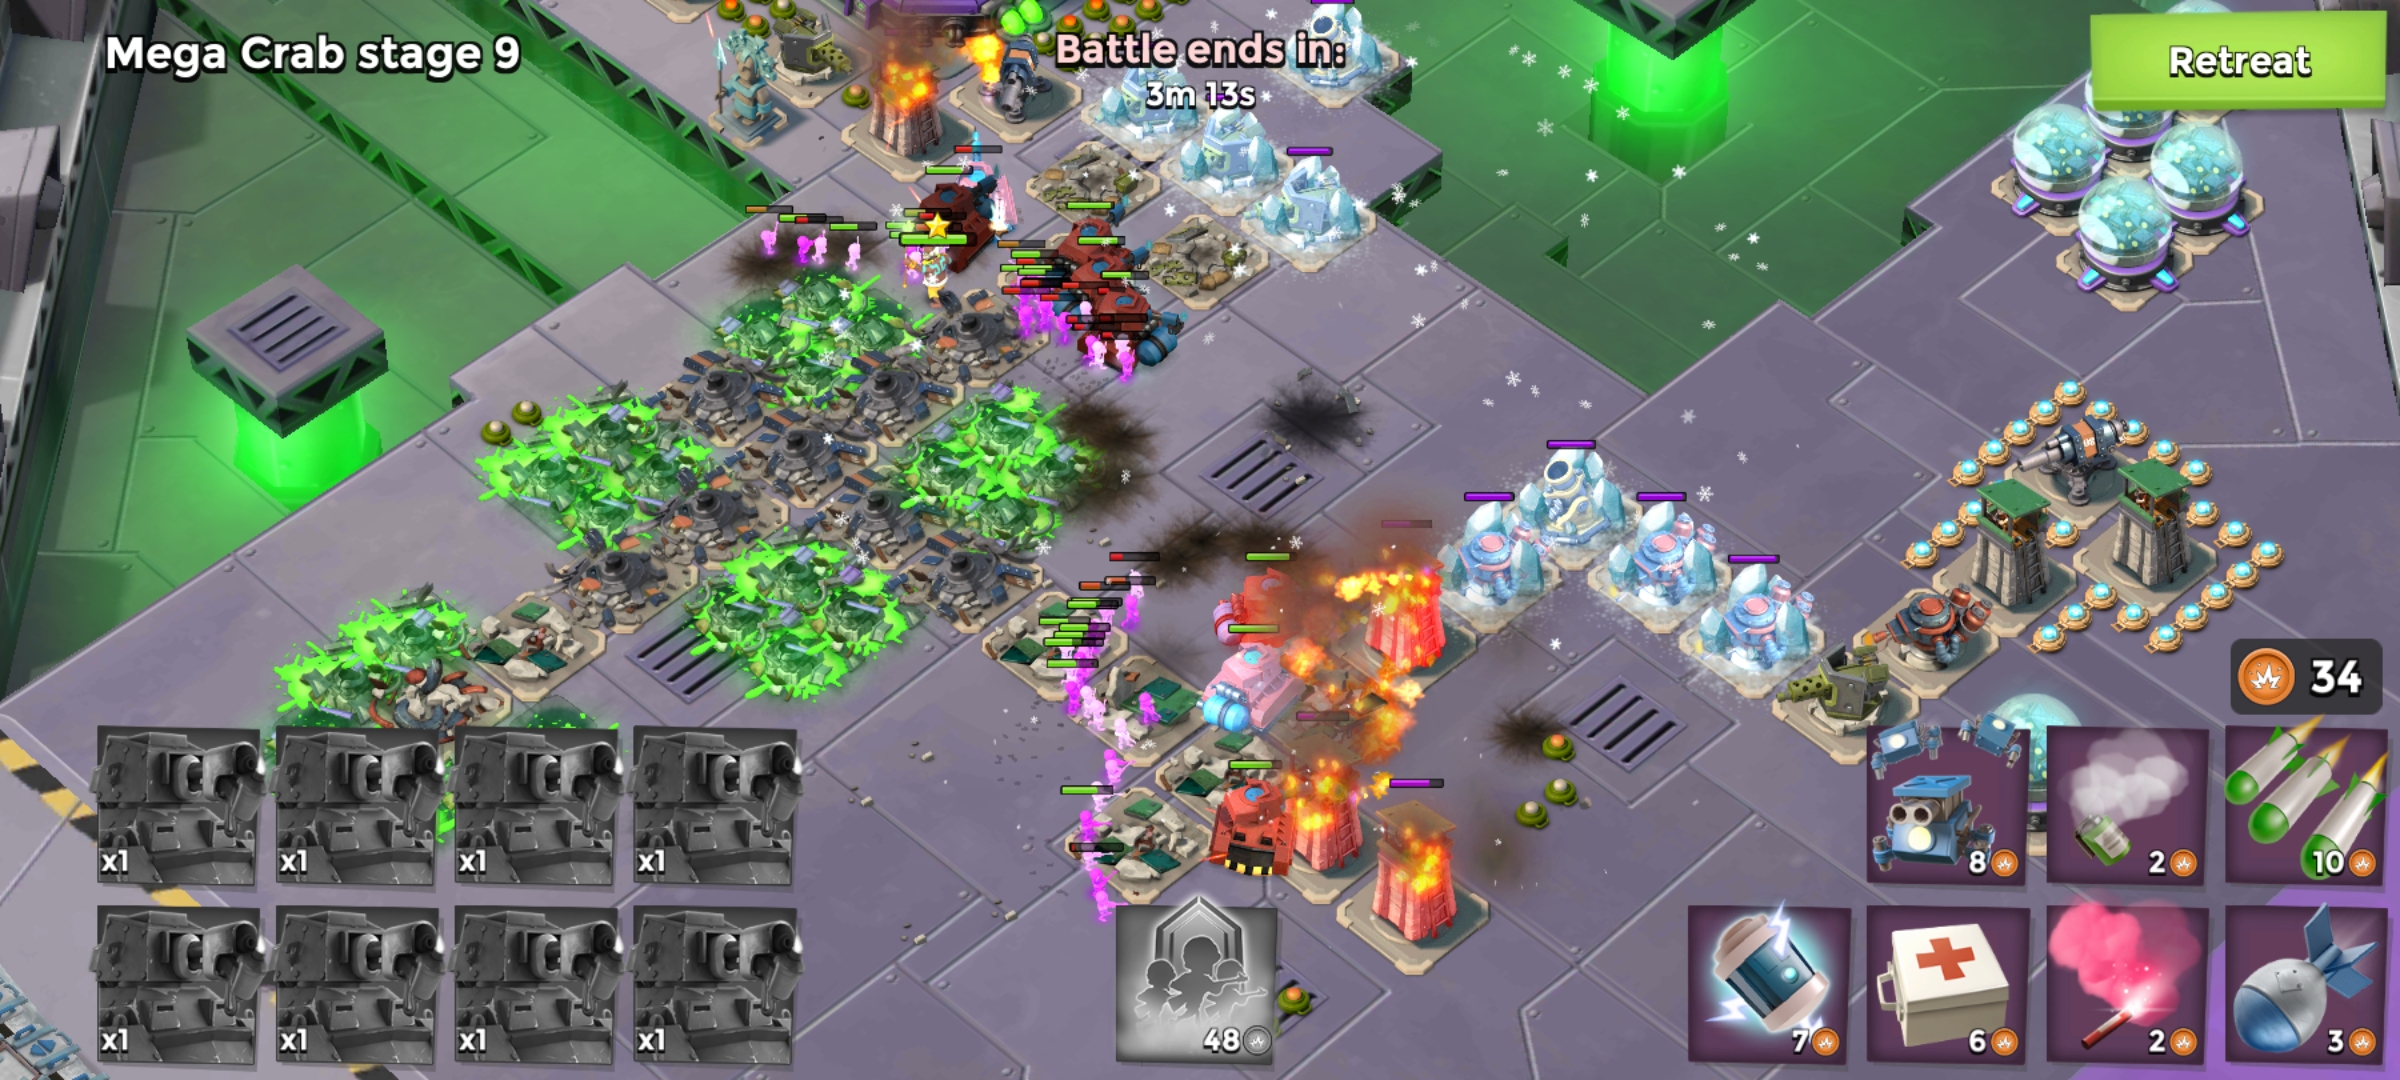 Mega Crab stage 9
Battle ends in:
3m 13s
Retreat
34
x1
x1
x1
x1
8
2
10
x1
x1
x1
x1
48
7
6
2
3